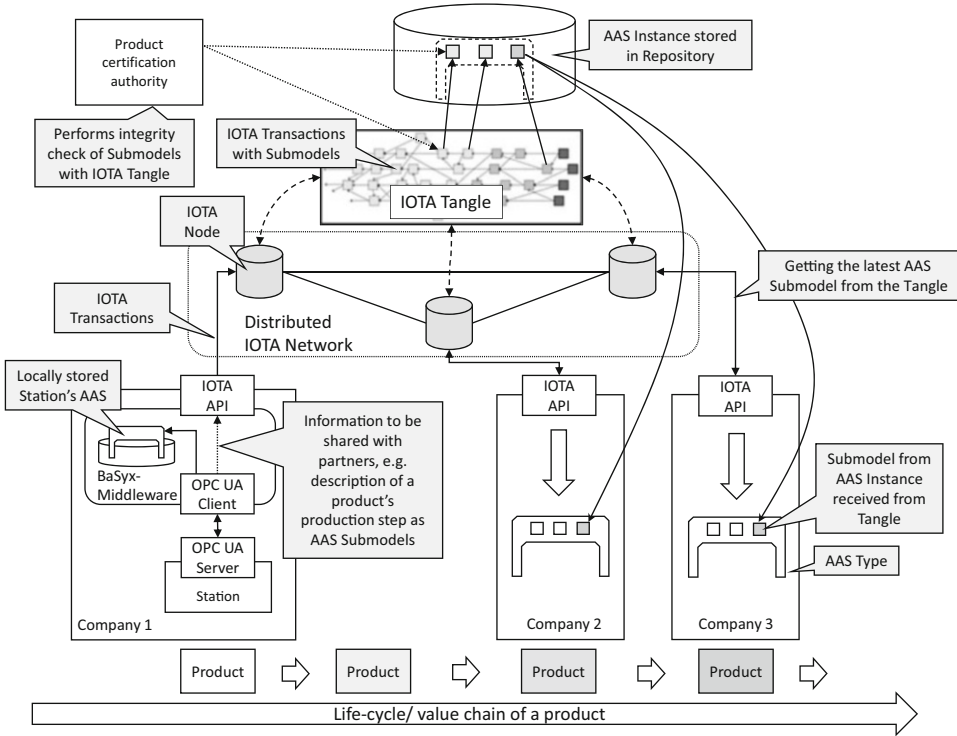 Product
certification
authority
AAS Instance stored
in Repository
Performs integrity
check of Submodels
with IOTA Tangle
IOTA Transactions
with Submodels
IOTA Tangle
IOTA
Node
Getting the latest AAS
Submodel from the Tangle
IOTA
Transactions
Distributed
IOTA Network
Locally stored
Station's AAS
IOTA
API
IOTA
API
IOTA
API
Information to be
shared with
partners, e.g.
description of a
product's
production step as
AAS Submodels
BaSyx-
Middleware
OPC UA
Client
Submodel from
AAS Instance
received from
Tangle
OPC UA
Server
AAS Type
Station
Company 1
Company 2
Company 3
Product
Product
Product
Product
Life-cycle/ value chain of a product